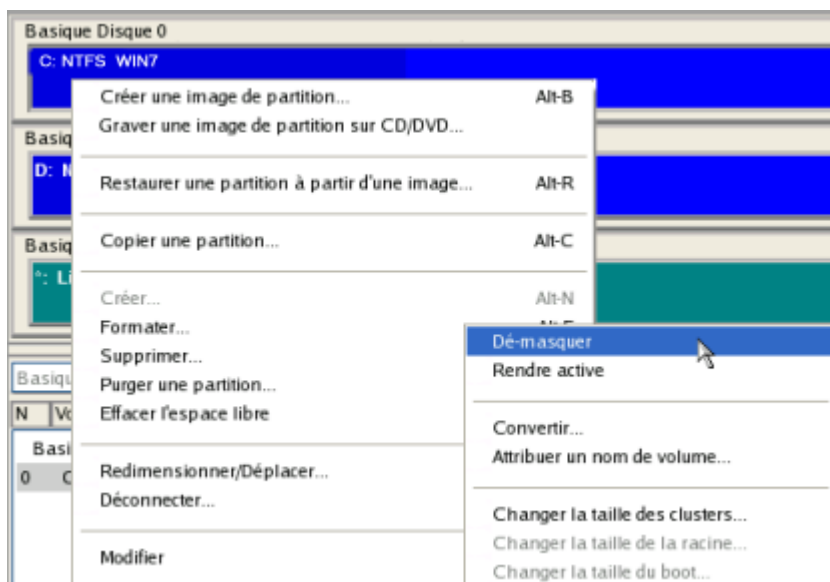 Basique Disque 0
C: NTFS WIN7
Créer une image de partition... Alt-B
Graver une image de partition sur CD/DVD...
Basiq
D: N
Restaurer une partition à partir d'une image... Alt-R
Copier une partition... Alt-C
Basiq
*: Li
Créer... Alt-N
Formater...
Supprimer...
Purger une partition...
Effacer l'espace libre
Dé-masquer
Rendre active
Basiqu
N Vo
Basi
0 C
Convertir...
Attribuer un nom de volume...
Redimensionner/Déplacer...
Déconnecter...
Changer la taille des clusters...
Modifier
Changer la taille de la racine...
Changer la taille du boot...